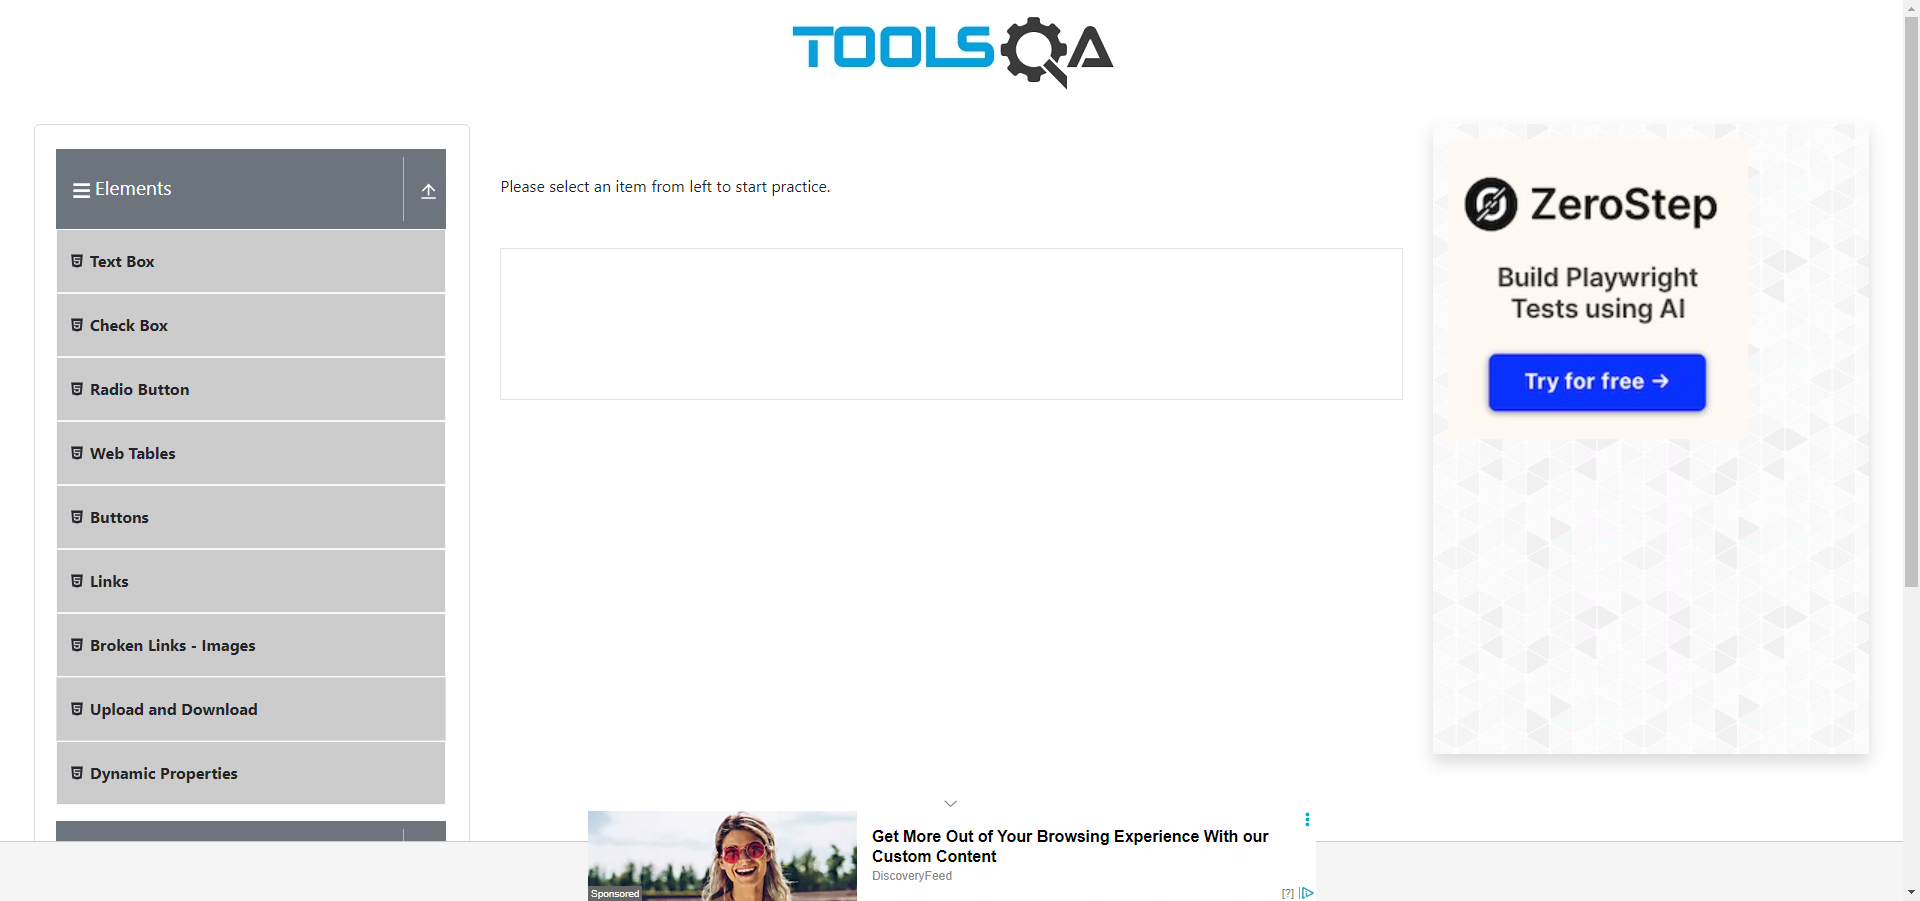 TOOLSQA
Elements
Text Box
Check Box
Radio Button
Web Tables
Buttons
Links
Broken Links - Images
Upload and Download
Dynamic Properties
Please select an item from left to start practice.
ZeroStep
Build Playwright
Tests using AI
Try for free →
Get More Out of Your Browsing Experience With our
Custom Content
DiscoveryFeed
Sponsored
[?]